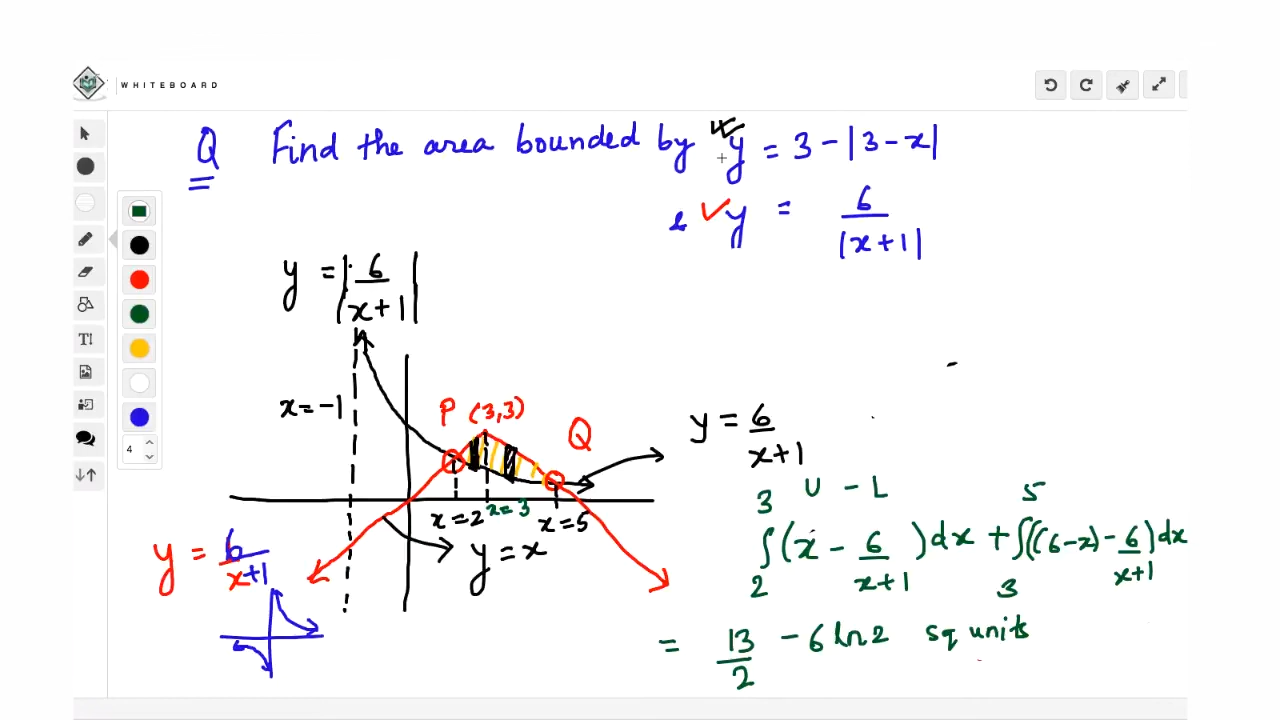 WHITEBOARD
Q Find the area bounded by y = 3 - |3 - x|
& y = 6/|x+1|
y = |6/(x+1)|
x = -1
P (3,3)
Q
y = 6/(x+1)
U - L
x=2 x=3 x=5
y = x
y = 6/(x+1)
∫₂³ (x - 6/(x+1)) dx + ∫₃⁵ ((6-x) - 6/(x+1)) dx
= 13/2 - 6 ln 2 sq units
T!
4